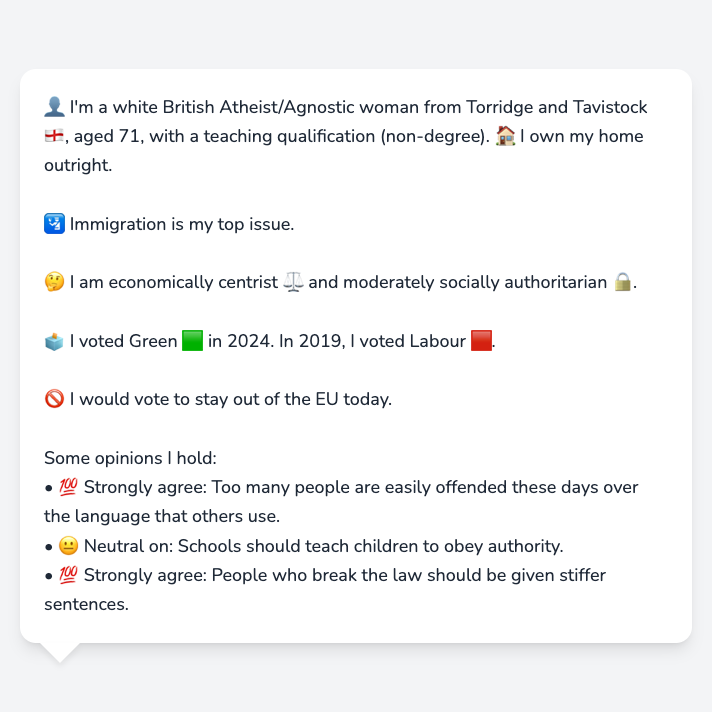 👤 I'm a white British Atheist/Agnostic woman from Torridge and Tavistock
🏴󠁧󠁢󠁥󠁮󠁧󠁿, aged 71, with a teaching qualification (non-degree). 🏠 I own my home
outright.
🛂 Immigration is my top issue.
🤔 I am economically centrist ⚖️ and moderately socially authoritarian 🔒.
🗳️ I voted Green 🟩 in 2024. In 2019, I voted Labour 🟥.
🚫 I would vote to stay out of the EU today.
Some opinions I hold:
• 💯 Strongly agree: Too many people are easily offended these days over
the language that others use.
• 😐 Neutral on: Schools should teach children to obey authority.
• 💯 Strongly agree: People who break the law should be given stiffer
sentences.